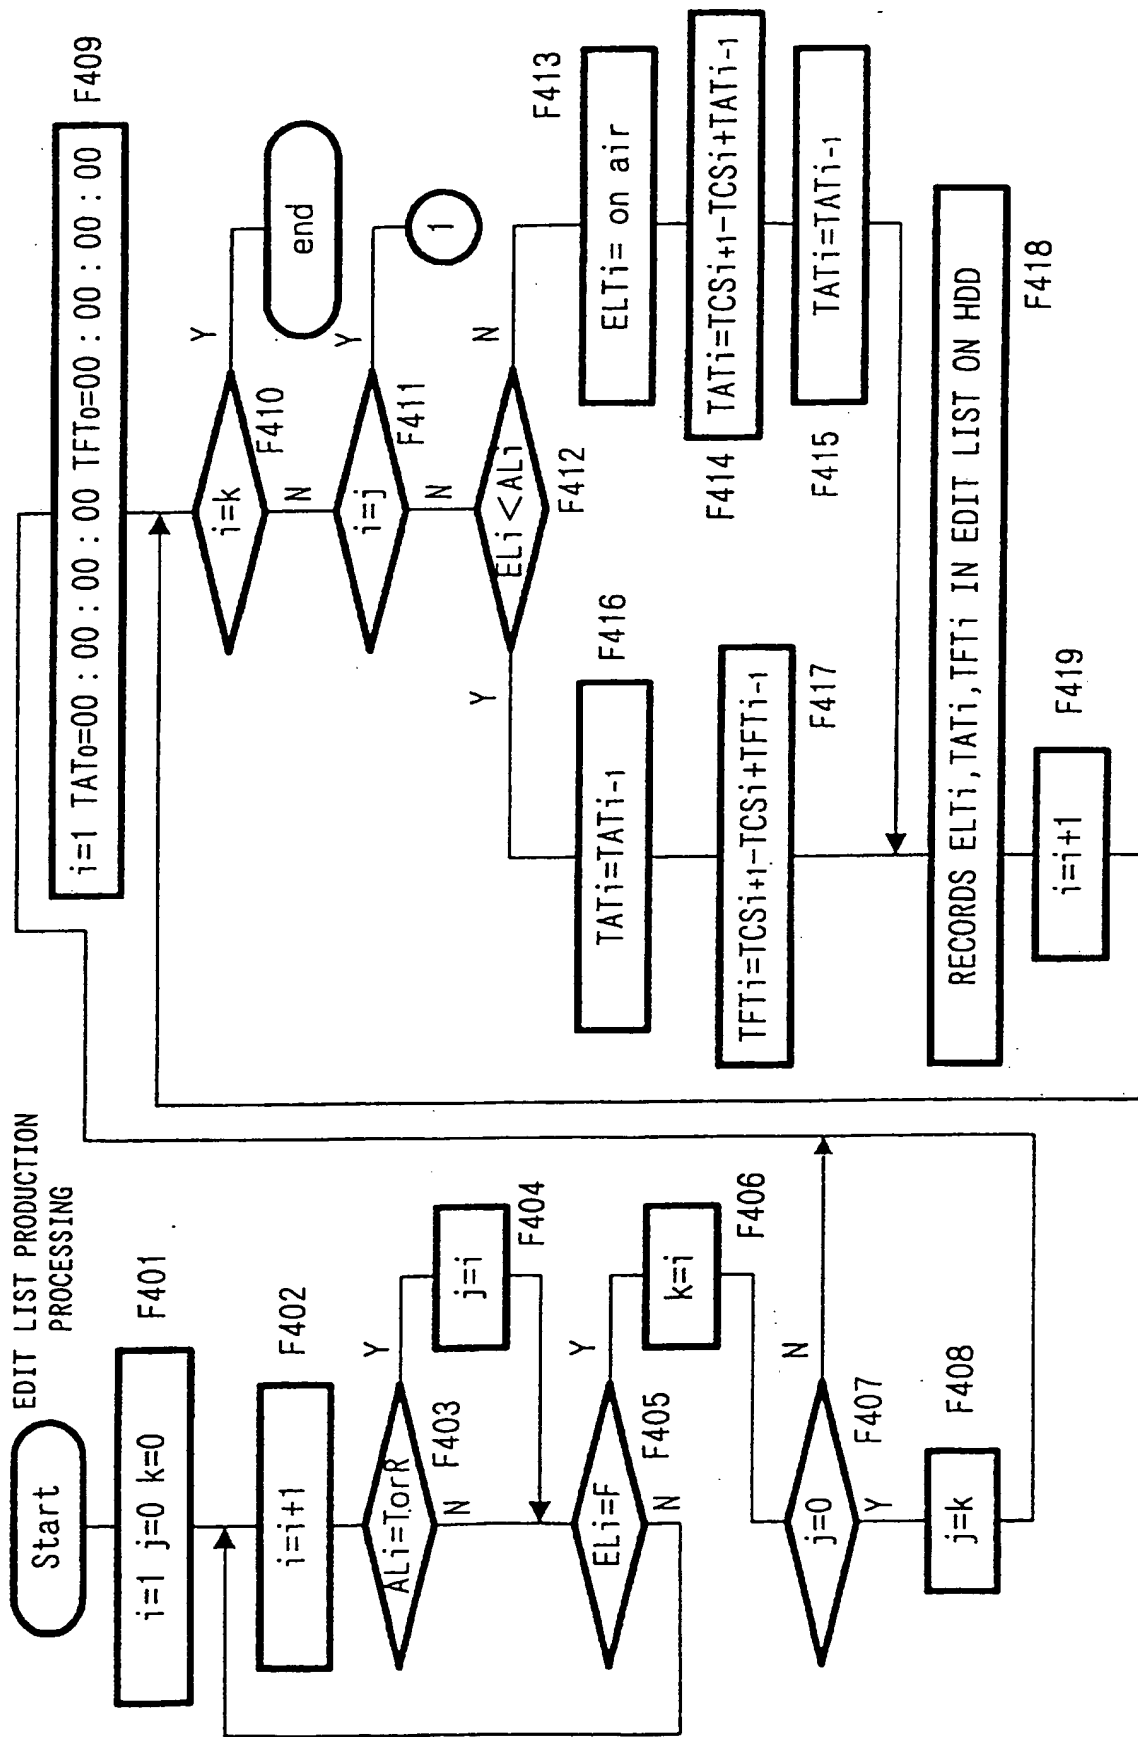 EDIT LIST PRODUCTION
PROCESSING
Start
i=1 j=0 k=0
F401
i=i+1
F402
ALi=TorR
F403
Y
N
j=i
F404
ELi=F
F405
Y
N
k=i
F406
j=0
F407
N
Y
j=k
F408
i=1 TAT0=00:00:00:00 TFT0=00:00:00:00
F409
i=k
F410
Y
N
end
i=j
F411
Y
N
1
ELi<ALi
F412
Y
N
ELTi= on air
F413
TATi=TCSi+1-TCSi+TATi-1
F414
TATi=TATi-1
F415
TATi=TATi-1
F416
TFTi=TCSi+1-TCSi+TFTi-1
F417
RECORDS ELTi,TATi,TFTi IN EDIT LIST ON HDD
F418
i=i+1
F419